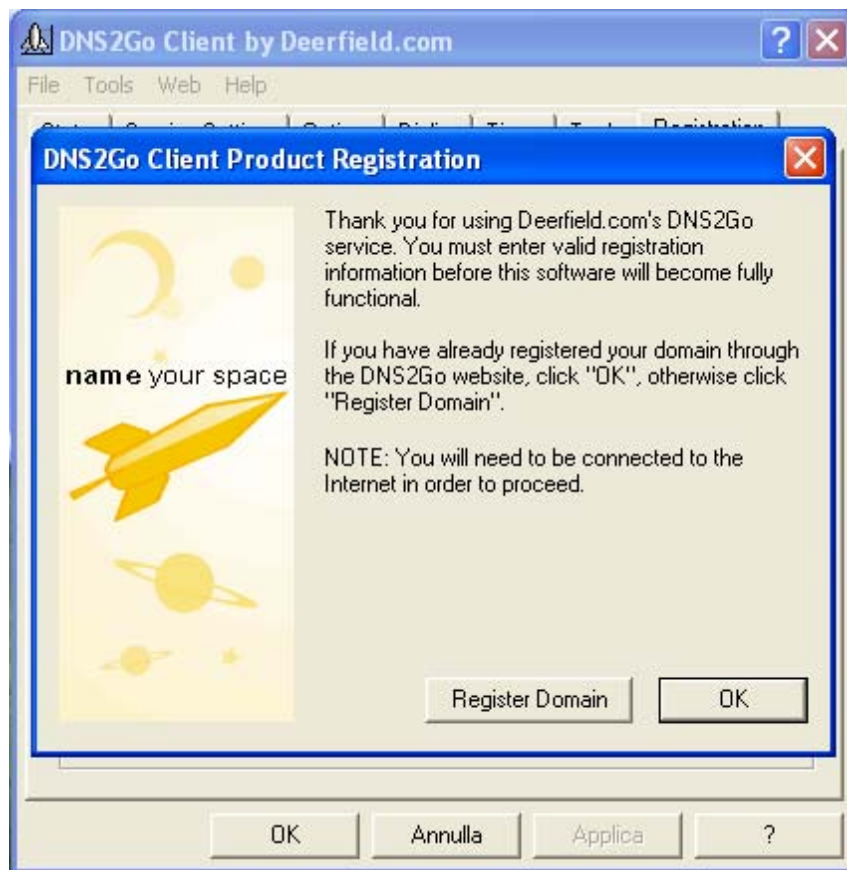 DNS2Go Client by Deerfield.com
File Tools Web Help
Registration
DNS2Go Client Product Registration
Thank you for using Deerfield.com's DNS2Go
service. You must enter valid registration
information before this software will become fully
functional.
If you have already registered your domain through
the DNS2Go website, click "OK", otherwise click
"Register Domain".
NOTE: You will need to be connected to the
Internet in order to proceed.
name your space
Register Domain OK
OK Annulla Applica ?